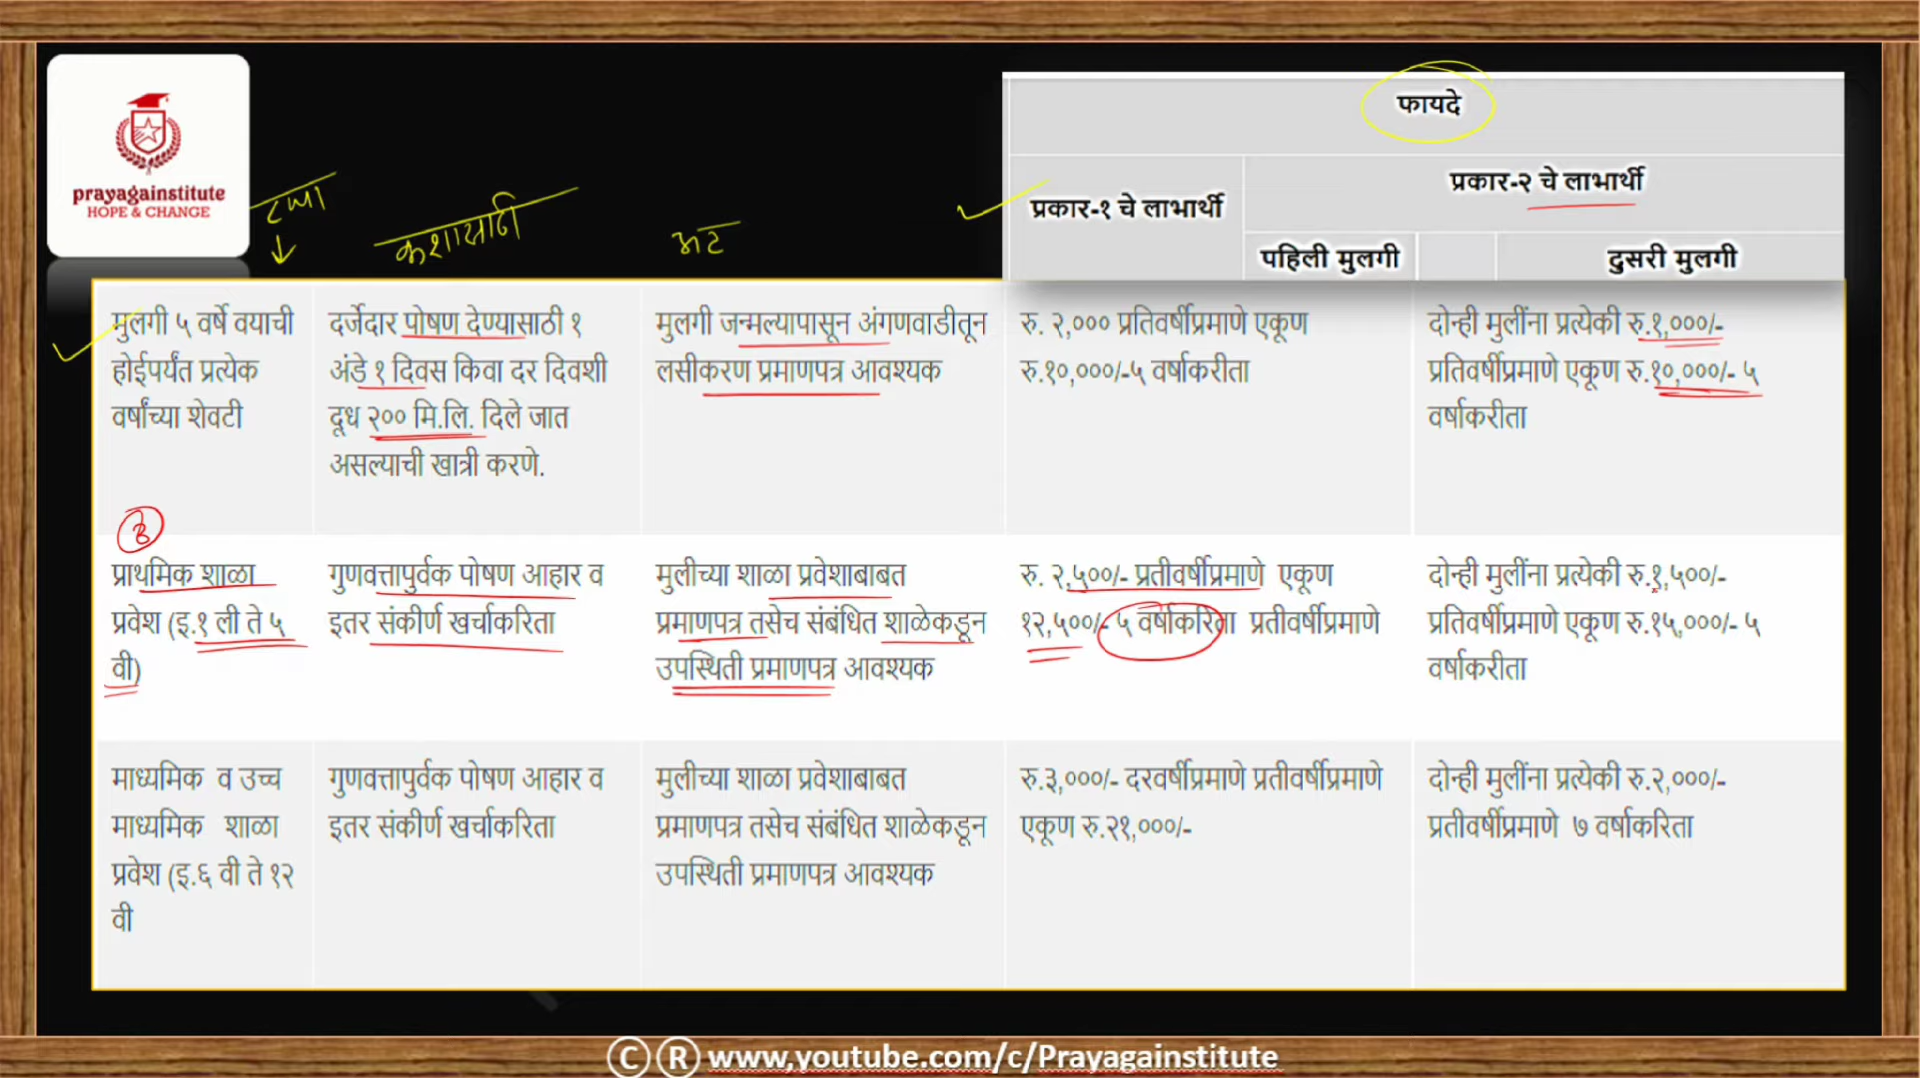 prayagainstitute
HOPE & CHANGE
टप्पा
कशासाठी
अट
फायदे
प्रकार-१ चे लाभार्थी
प्रकार-२ चे लाभार्थी
पहिली मुलगी
दुसरी मुलगी
मुलगी ५ वर्षे वयाची
होईपर्यंत प्रत्येक
वर्षाच्या शेवटी
दर्जेदार पोषण देण्यासाठी १
अंडे १ दिवस किवा दर दिवशी
दूध २०० मि.लि. दिले जात
असल्याची खात्री करणे.
मुलगी जन्मल्यापासून अंगणवाडीतून
लसीकरण प्रमाणपत्र आवश्यक
रु. २,००० प्रतिवर्षीप्रमाणे एकूण
रु.१०,०००/-५ वर्षाकरीता
दोन्ही मुलींना प्रत्येकी रु.१,०००/-
प्रतिवर्षीप्रमाणे एकूण रु.१०,०००/- ५
वर्षाकरीता
३
प्राथमिक शाळा
प्रवेश (इ.१ ली ते ५
वी)
गुणवत्तापुर्वक पोषण आहार व
इतर संकीर्ण खर्चाकरिता
मुलीच्या शाळा प्रवेशाबाबत
प्रमाणपत्र तसेच संबंधित शाळेकडून
उपस्थिती प्रमाणपत्र आवश्यक
रु. २,५००/- प्रतीवर्षीप्रमाणे एकूण
१२,५००/- ५ वर्षाकरिता प्रतीवर्षीप्रमाणे
दोन्ही मुलींना प्रत्येकी रु.१,५००/-
प्रतिवर्षीप्रमाणे एकूण रु.१५,०००/- ५
वर्षाकरीता
माध्यमिक व उच्च
माध्यमिक शाळा
प्रवेश (इ.६ वी ते १२
वी
गुणवत्तापुर्वक पोषण आहार व
इतर संकीर्ण खर्चाकरिता
मुलीच्या शाळा प्रवेशाबाबत
प्रमाणपत्र तसेच संबंधित शाळेकडून
उपस्थिती प्रमाणपत्र आवश्यक
रु.३,०००/- दरवर्षीप्रमाणे प्रतीवर्षीप्रमाणे
एकूण रु.२१,०००/-
दोन्ही मुलींना प्रत्येकी रु.२,०००/-
प्रतीवर्षीप्रमाणे ७ वर्षाकरिता
Ⓒ Ⓡ www.youtube.com/c/Prayagainstitute